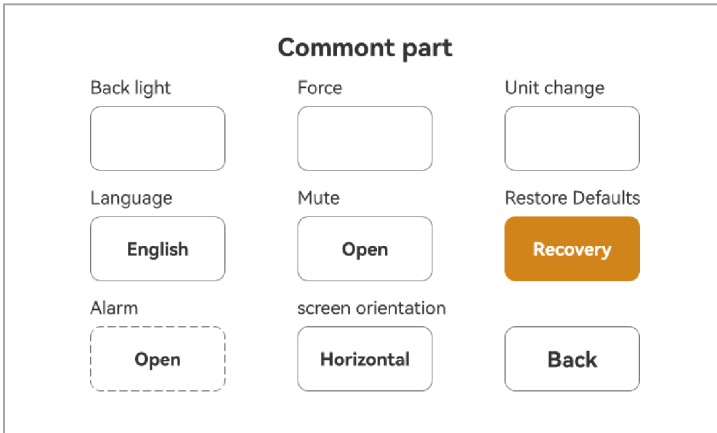 Commont part
Back light Force Unit change
Language Mute Restore Defaults
English Open Recovery
Alarm screen orientation
Open Horizontal Back